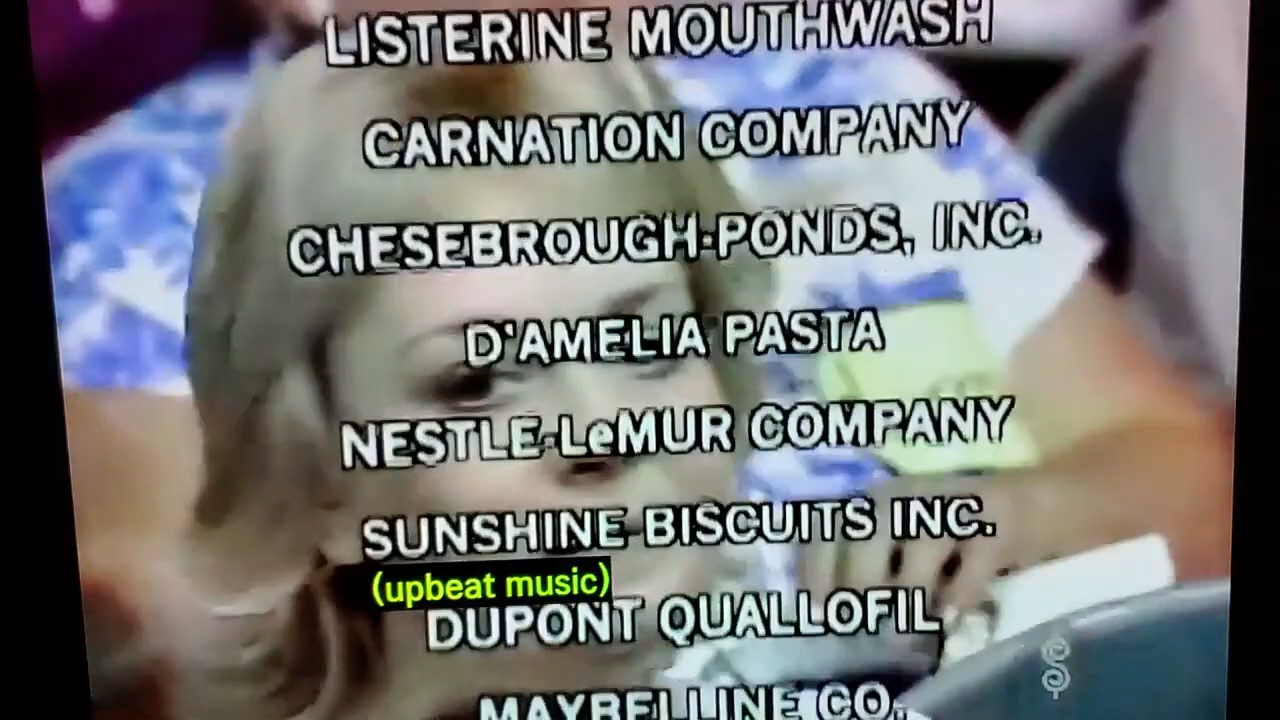 LISTERINE MOUTHWASH
CARNATION COMPANY
CHESEBROUGH-PONDS, INC.
D'AMELIA PASTA
NESTLE-LeMUR COMPANY
SUNSHINE BISCUITS INC.
(upbeat music)
DUPONT QUALLOFIL
MAYBELLINE CO.